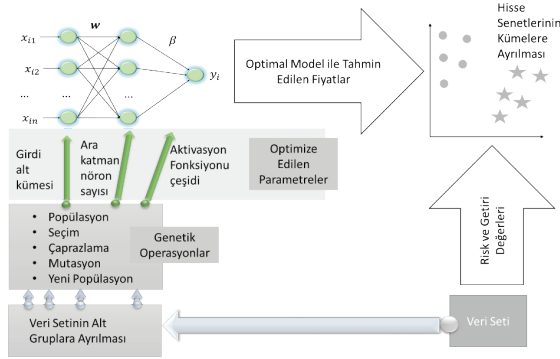 w
β
x_i1
x_i2
... ... ...
x_in
y_i
Optimal Model ile Tahmin
Edilen Fiyatlar
Hisse
Senetlerinin
Kümelere
Ayrılması
Girdi
alt
kümesi
Ara
katman
nöron
sayısı
Aktivasyon
Fonksiyonu
çeşidi
Optimize
Edilen
Parametreler
• Popülasyon
• Seçim
• Çaprazlama
• Mutasyon
• Yeni Popülasyon
Genetik
Operasyonlar
Risk ve Getiri
Değerleri
Veri Setinin Alt
Gruplara Ayrılması
Veri Seti